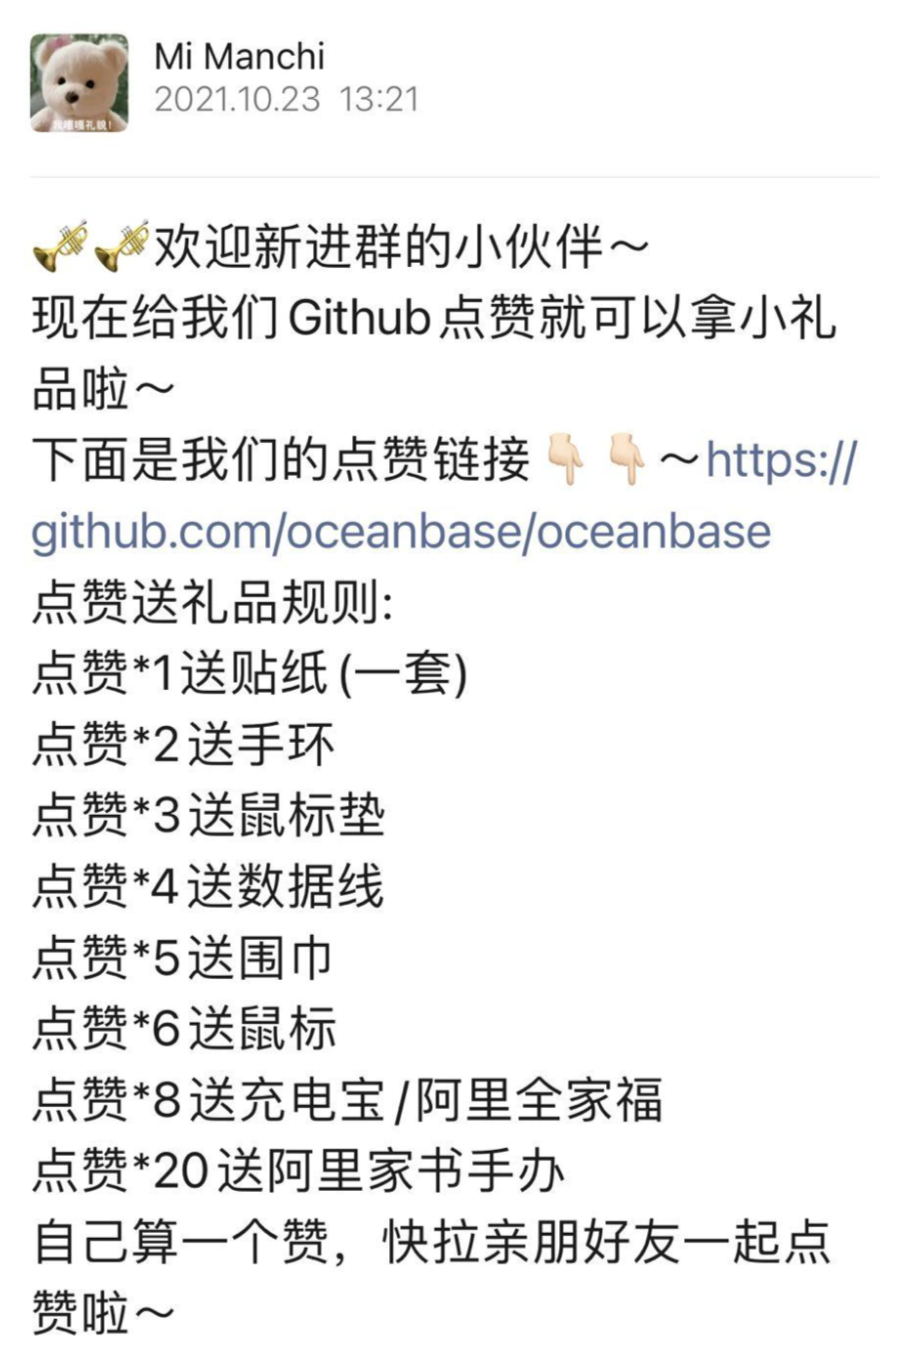 Mi Manchi
2021.10.23 13:21
我嘎嘎礼貌！
🎺🎺欢迎新进群的小伙伴～
现在给我们Github点赞就可以拿小礼
品啦～
下面是我们的点赞链接👇🏻👇🏻～https://
github.com/oceanbase/oceanbase
点赞送礼品规则:
点赞*1送贴纸(一套)
点赞*2送手环
点赞*3送鼠标垫
点赞*4送数据线
点赞*5送围巾
点赞*6送鼠标
点赞*8送充电宝/阿里全家福
点赞*20送阿里家书手办
自己算一个赞，快拉亲朋好友一起点
赞啦～